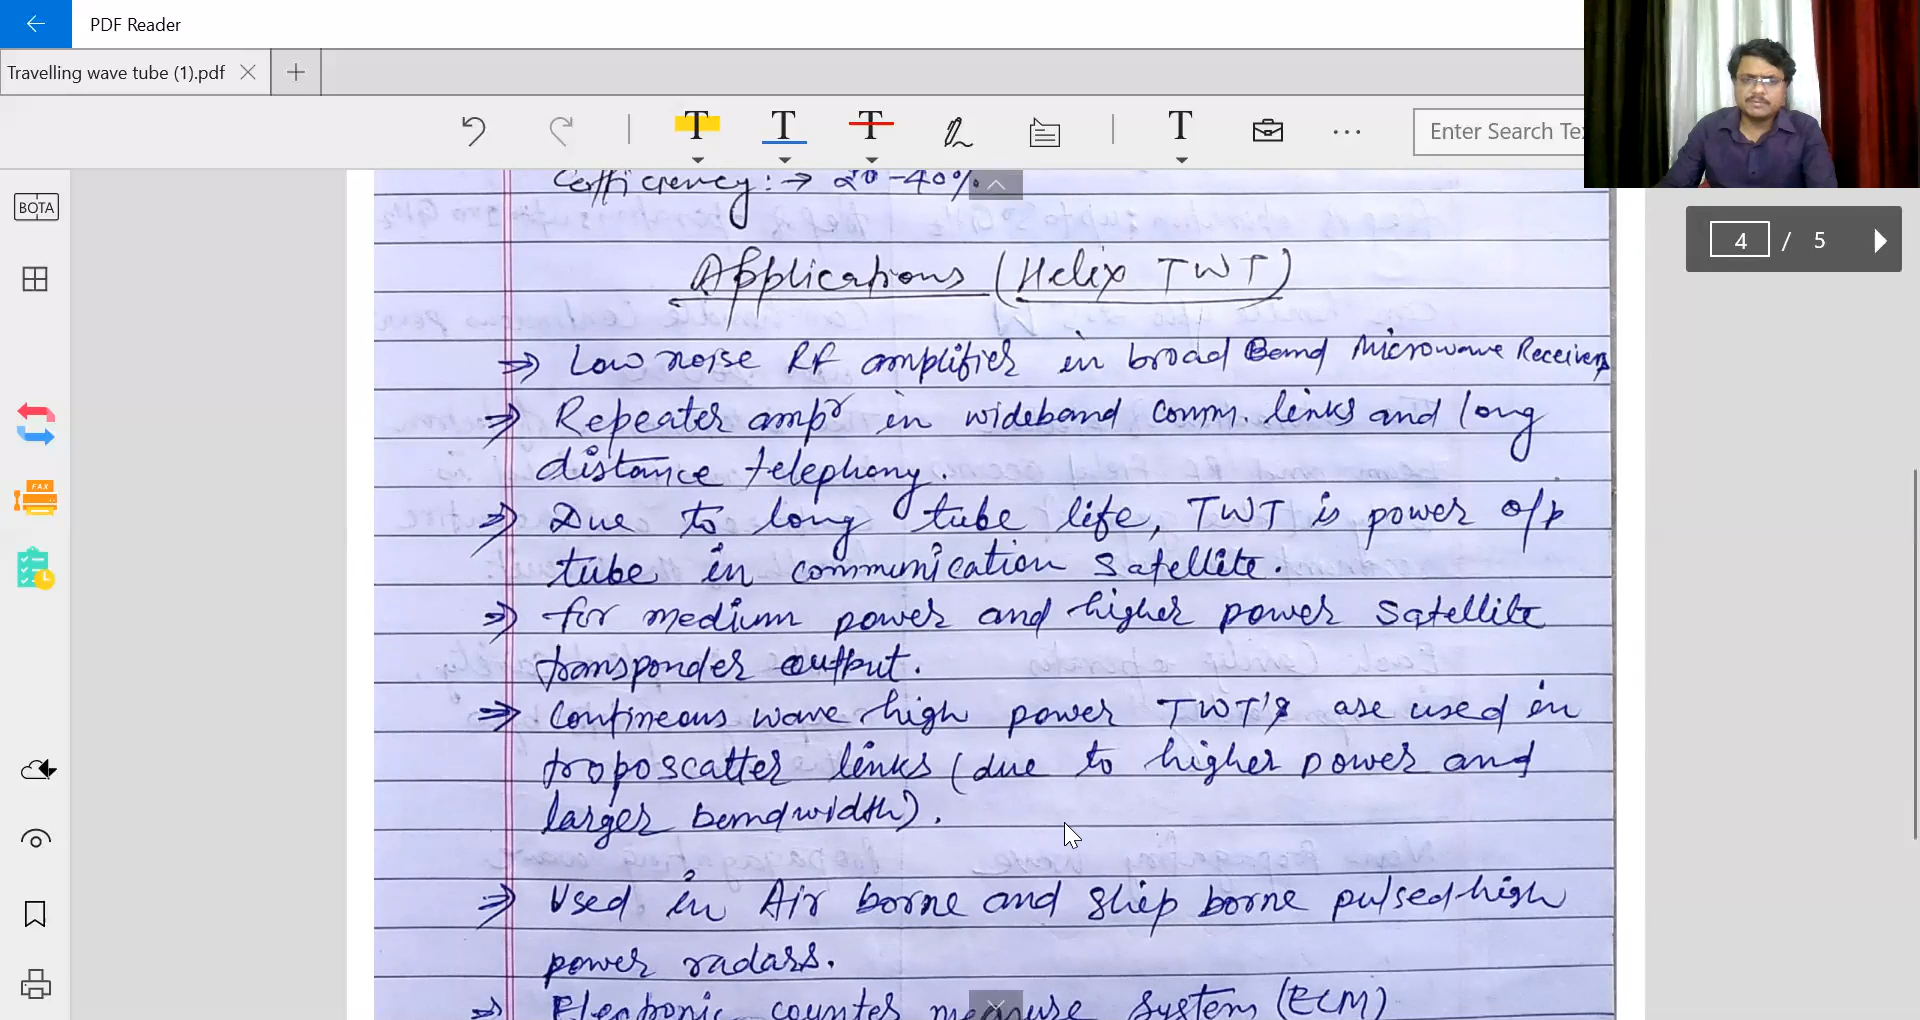 PDF Reader
Travelling wave tube (1).pdf
T T T T
Enter Search Te
BOTA
4 / 5
FAX
Efficiency: → 20-40%.
Applications (Helix TWT)
⇒ Low noise RF amplifier in broad Band Microwave Receivers
⇒ Repeater ampr in wideband comm. links and long
distance telephony.
⇒ Due to long tube life, TWT is power o/p
tube in communication satellite.
⇒ for medium power and higher power satellite
transponder output.
⇒ Contineous wave high power TWT's are used in
troposcatter links (due to higher power and
larger bandwidth).
⇒ Used in Air borne and ship borne pulsed high
power radars.
⇒ Electronic counter measure system (ECM)